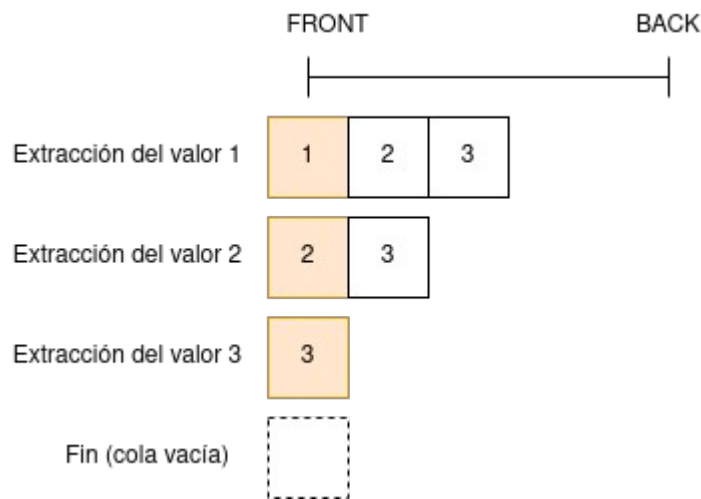 FRONT BACK
Extracción del valor 1 1 2 3
Extracción del valor 2 2 3
Extracción del valor 3 3
Fin (cola vacía)